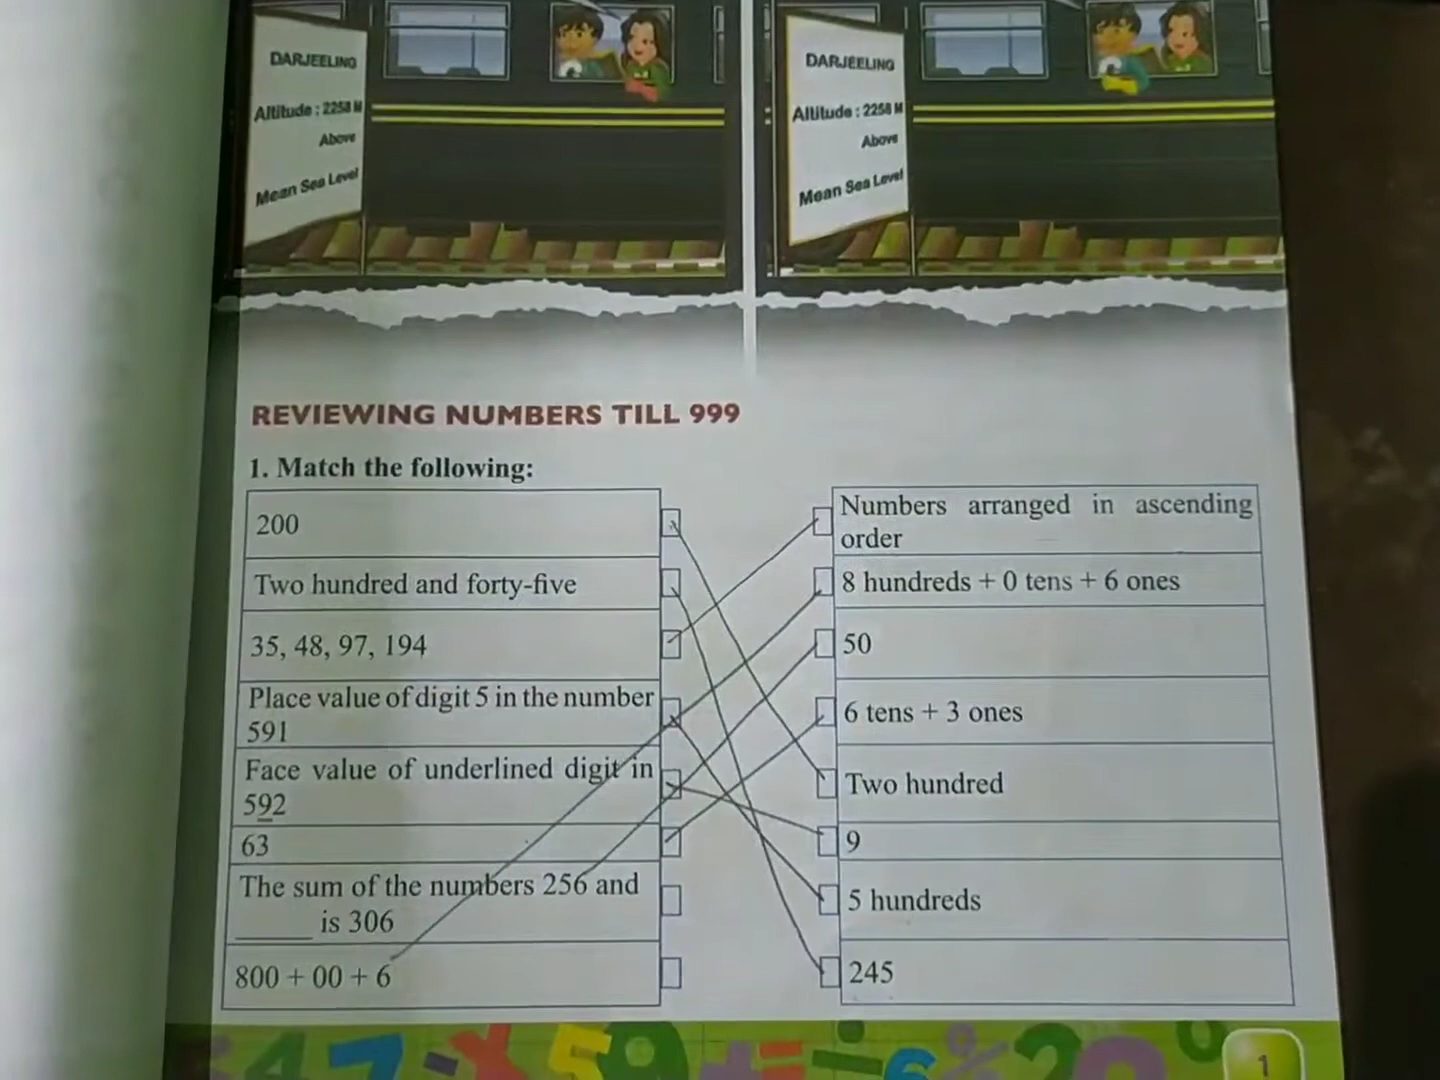 DARJEELING
Altitude : 2258 M
Above
Mean Sea Level
DARJEELING
Altitude : 2258 M
Above
Mean Sea Level
REVIEWING NUMBERS TILL 999
1. Match the following:
200
Two hundred and forty-five
35, 48, 97, 194
Place value of digit 5 in the number
591
Face value of underlined digit in
592
63
The sum of the numbers 256 and
______ is 306
800 + 00 + 6
Numbers arranged in ascending
order
8 hundreds + 0 tens + 6 ones
50
6 tens + 3 ones
Two hundred
9
5 hundreds
245
1